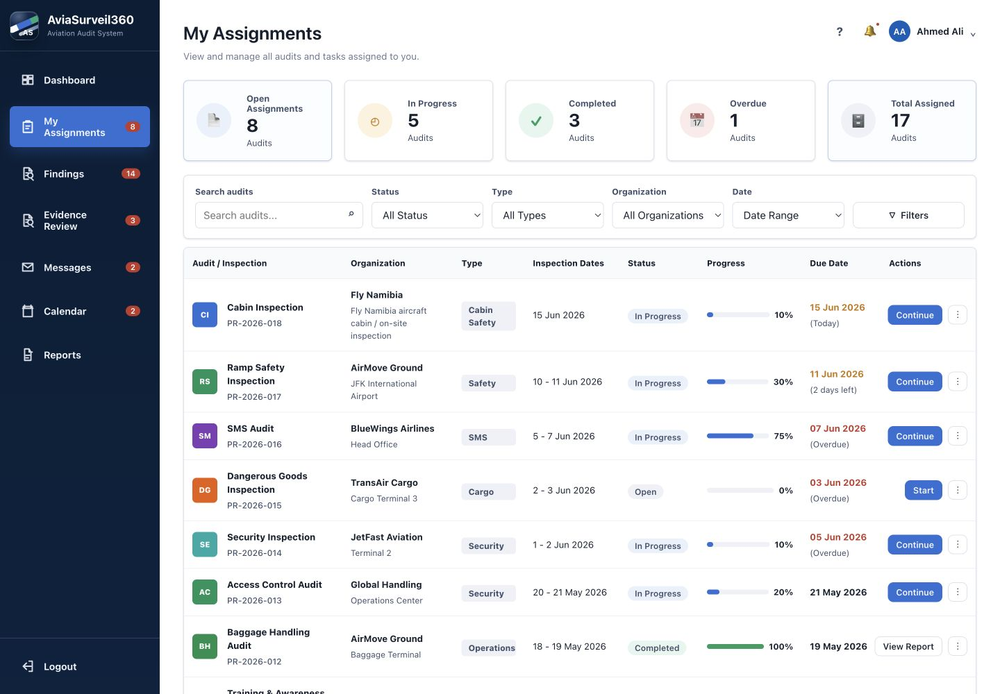 AS
AviaSurveil360
Aviation Audit System
Dashboard
My
Assignments
8
Findings
14
Evidence
Review
3
Messages
2
Calendar
2
Reports
Logout
My Assignments
View and manage all audits and tasks assigned to you.
?
AA
Ahmed Ali
Open
Assignments
8
Audits
In Progress
5
Audits
Completed
3
Audits
17
Overdue
1
Audits
Total Assigned
17
Audits
Search audits
Status
Type
Organization
Date
Search audits...
All Status
All Types
All Organizations
Date Range
Filters
Audit / Inspection
Organization
Type
Inspection Dates
Status
Progress
Due Date
Actions
CI
Cabin Inspection
PR-2026-018
Fly Namibia
Fly Namibia aircraft
cabin / on-site
inspection
Cabin
Safety
15 Jun 2026
In Progress
10%
15 Jun 2026
(Today)
Continue
RS
Ramp Safety
Inspection
PR-2026-017
AirMove Ground
JFK International
Airport
Safety
10 - 11 Jun 2026
In Progress
30%
11 Jun 2026
(2 days left)
Continue
SM
SMS Audit
PR-2026-016
BlueWings Airlines
Head Office
SMS
5 - 7 Jun 2026
In Progress
75%
07 Jun 2026
(Overdue)
Continue
DG
Dangerous Goods
Inspection
PR-2026-015
TransAir Cargo
Cargo Terminal 3
Cargo
2 - 3 Jun 2026
Open
0%
03 Jun 2026
(Overdue)
Start
SE
Security Inspection
PR-2026-014
JetFast Aviation
Terminal 2
Security
1 - 2 Jun 2026
In Progress
10%
05 Jun 2026
(Overdue)
Continue
AC
Access Control Audit
PR-2026-013
Global Handling
Operations Center
Security
20 - 21 May 2026
In Progress
20%
21 May 2026
Continue
BH
Baggage Handling
Audit
PR-2026-012
AirMove Ground
Baggage Terminal
Operations
18 - 19 May 2026
Completed
100%
19 May 2026
View Report
Training & Awareness